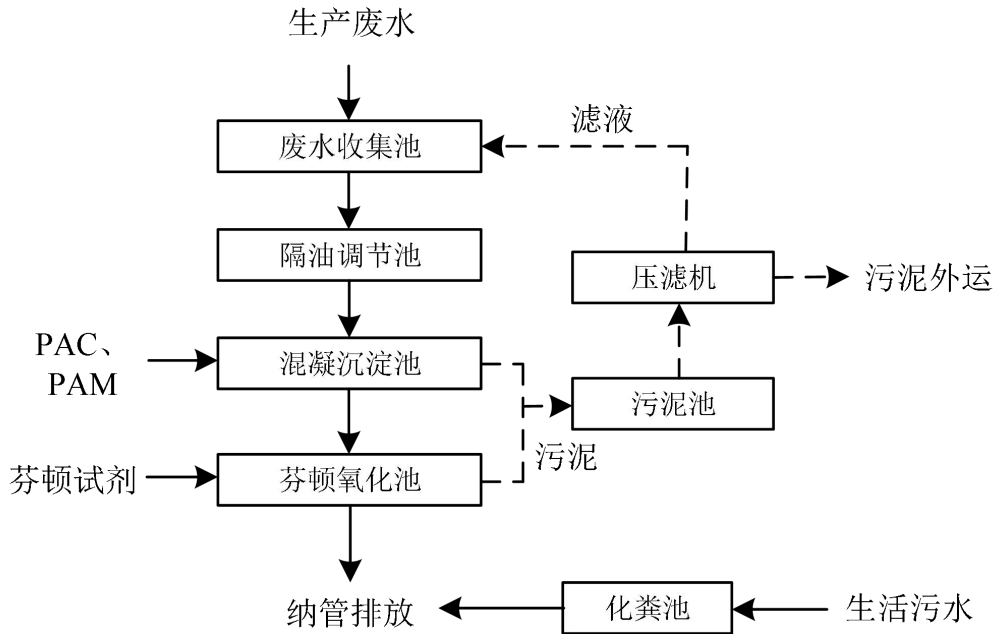 生产废水
滤液
废水收集池
隔油调节池
压滤机
污泥外运
PAC、
PAM
混凝沉淀池
污泥池
污泥
芬顿试剂
芬顿氧化池
纳管排放
化粪池
生活污水